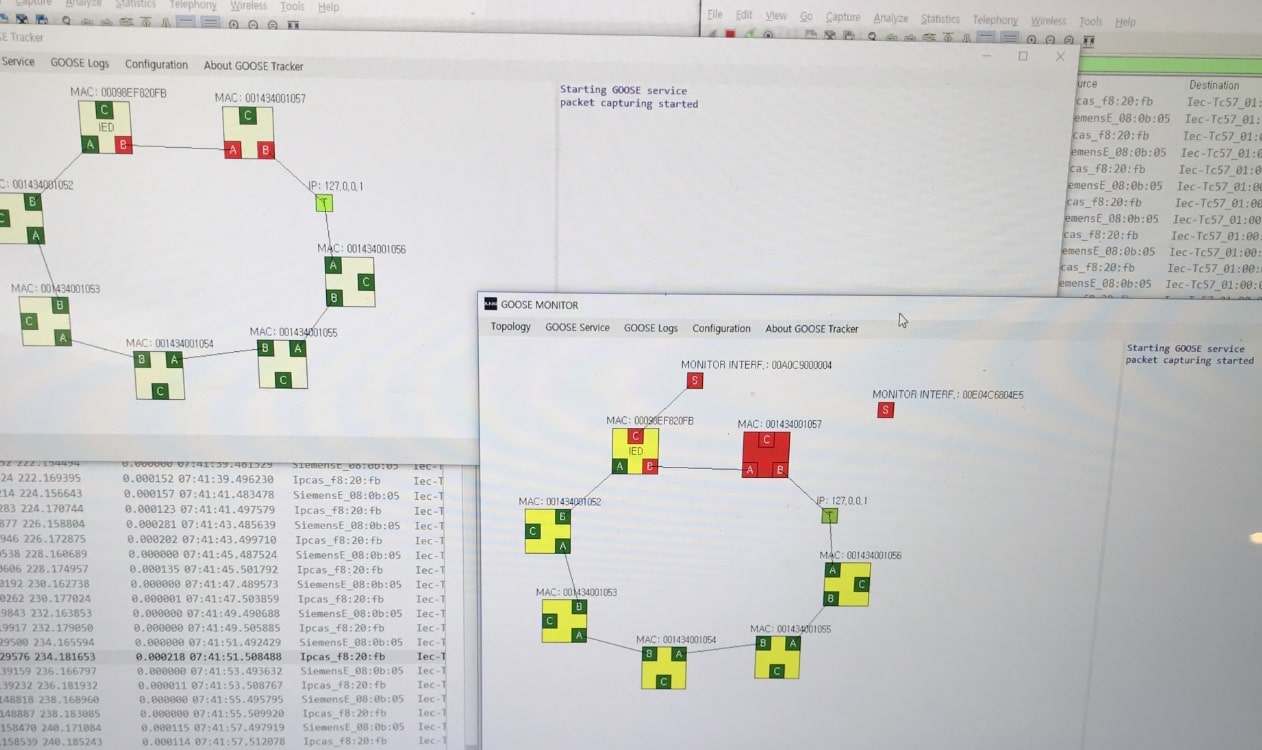 Capture Analyze Statistics Telephony Wireless Tools Help
File Edit View Go Capture Analyze Statistics Telephony Wireless Tools Help
Tracker
Service GOOSE Logs Configuration About GOOSE Tracker
Starting GOOSE service
packet capturing started
MAC: 00098EF820FB
C
IED
A B
MAC: 001434001057
C
A B
001434001052
B
C
A
IP: 127,0,0,1
T
MAC: 001434001056
A
C
B
MAC: 001434001053
B
C
A
MAC: 001434001054
B A
C
MAC: 001434001055
B A
C
Destination
cas_f8:20:fb Iec-Tc57_01:
emensE_08:0b:05 Iec-Tc57_01:
cas_f8:20:fb Iec-Tc57_01:
emensE_08:0b:05 Iec-Tc57_01:0
cas_f8:20:fb Iec-Tc57_01:0
emensE_08:0b:05 Iec-Tc57_01:0
cas_f8:20:fb Iec-Tc57_01:00
emensE_08:0b:05 Iec-Tc57_01:00
cas_f8:20:fb Iec-Tc57_01:00:
emensE_08:0b:05 Iec-Tc57_01:00:
cas_f8:20:fb Iec-Tc57_01:00:
emensE_08:0b:05 Iec-Tc57_01:00:0
GOOSE MONITOR
Topology GOOSE Service GOOSE Logs Configuration About GOOSE Tracker
Starting GOOSE service
packet capturing started
MONITOR INTERF,: 00A0C9000004
S
MONITOR INTERF,: 00E04C6804E5
S
MAC: 00098EF820FB
C
IED
A B
MAC: 001434001057
C
A B
MAC: 001434001052
B
C
A
IP: 127,0,0,1
T
MAC: 001434001056
A
C
B
MAC: 001434001053
B
C
A
MAC: 001434001054
B A
C
MAC: 001434001055
B A
C
222.154494 0.000000 07:41:39.481529 SiemensE_08:0b:05 Iec-T
24 222.169395 0.000152 07:41:39.496230 Ipcas_f8:20:fb Iec-T
214 224.156643 0.000157 07:41:41.483478 SiemensE_08:0b:05 Iec-T
283 224.170744 0.000123 07:41:41.497579 Ipcas_f8:20:fb Iec-T
877 226.158804 0.000281 07:41:43.485639 SiemensE_08:0b:05 Iec-T
946 226.172875 0.000202 07:41:43.499710 Ipcas_f8:20:fb Iec-T
538 228.160689 0.000000 07:41:45.487524 SiemensE_08:0b:05 Iec-T
0606 228.174957 0.000135 07:41:45.501792 Ipcas_f8:20:fb Iec-T
0192 230.162738 0.000000 07:41:47.489573 SiemensE_08:0b:05 Iec-T
0262 230.177024 0.000001 07:41:47.503859 Ipcas_f8:20:fb Iec-T
9843 232.163853 0.000000 07:41:49.490688 SiemensE_08:0b:05 Iec-T
9917 232.179050 0.000000 07:41:49.505885 Ipcas_f8:20:fb Iec-T
29500 234.165594 0.000000 07:41:51.492429 SiemensE_08:0b:05 Iec-T
29576 234.181653 0.000218 07:41:51.508488 Ipcas_f8:20:fb Iec-T
39159 236.166797 0.000000 07:41:53.493632 SiemensE_08:0b:05 Iec-T
39232 236.181932 0.000011 07:41:53.508767 Ipcas_f8:20:fb Iec-T
148818 238.168960 0.000000 07:41:55.495795 SiemensE_08:0b:05 Iec-T
148887 238.183085 0.000000 07:41:55.509920 Ipcas_f8:20:fb Iec-T
158470 240.171084 0.000115 07:41:57.497919 SiemensE_08:0b:05 Iec-T
158539 240.185243 0.000114 07:41:57.512078 Ipcas_f8:20:fb Iec-T